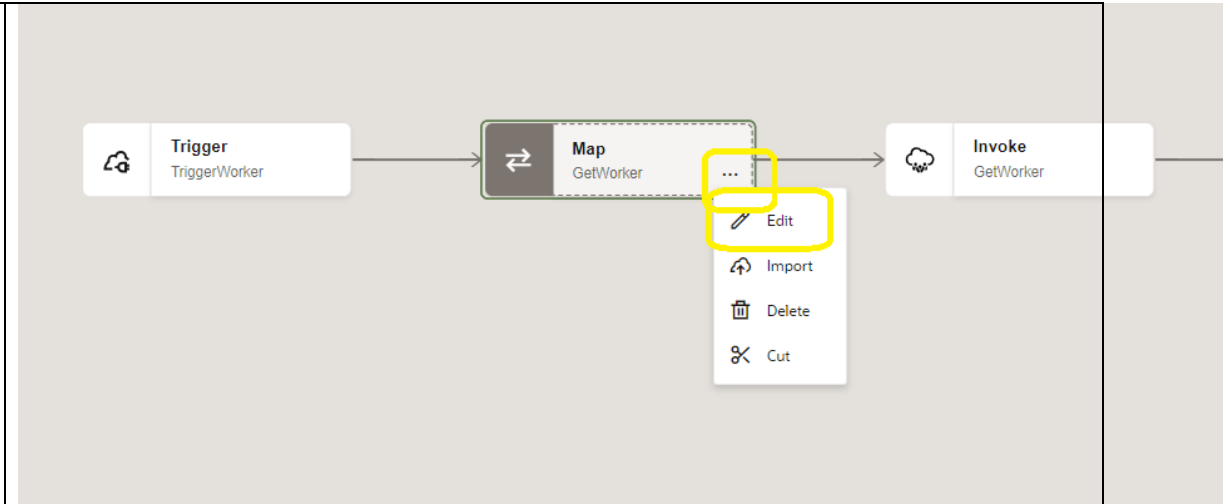 Trigger
TriggerWorker
Map
GetWorker
...
Invoke
GetWorker
Edit
Import
Delete
Cut